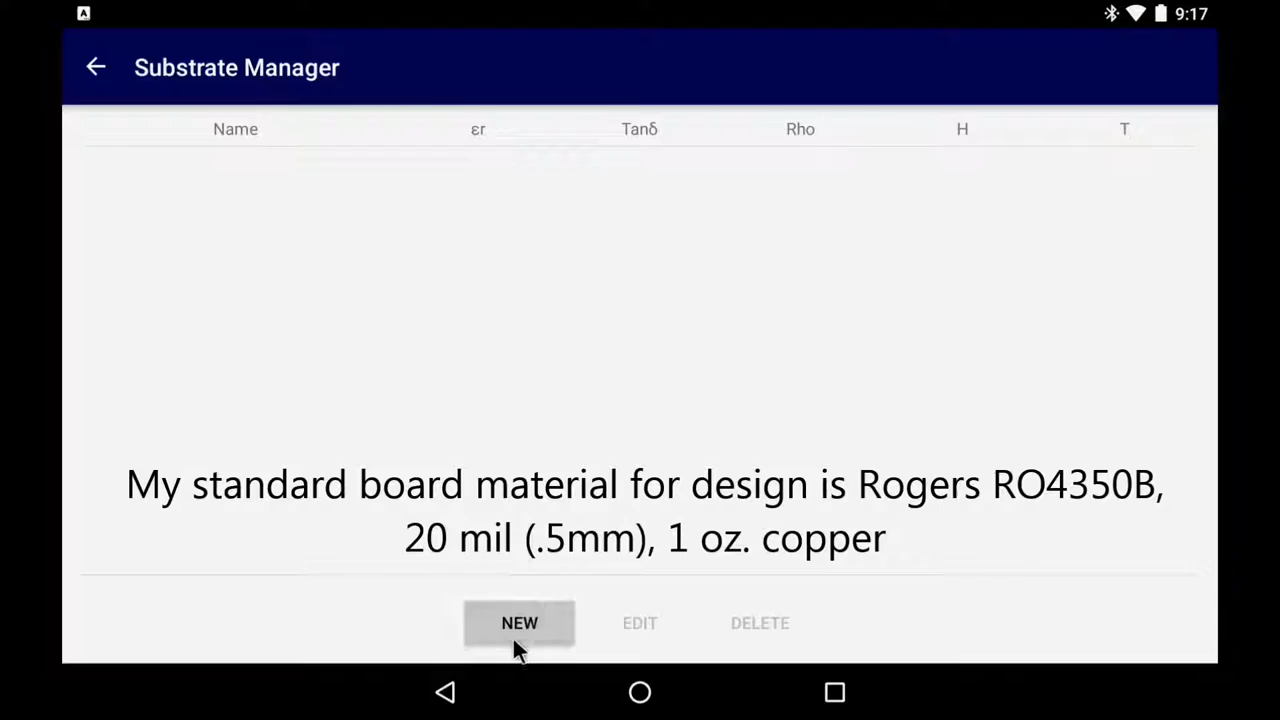 A
9:17
Substrate Manager
Name εr Tanδ Rho H T
My standard board material for design is Rogers RO4350B,
20 mil (.5mm), 1 oz. copper
NEW EDIT DELETE